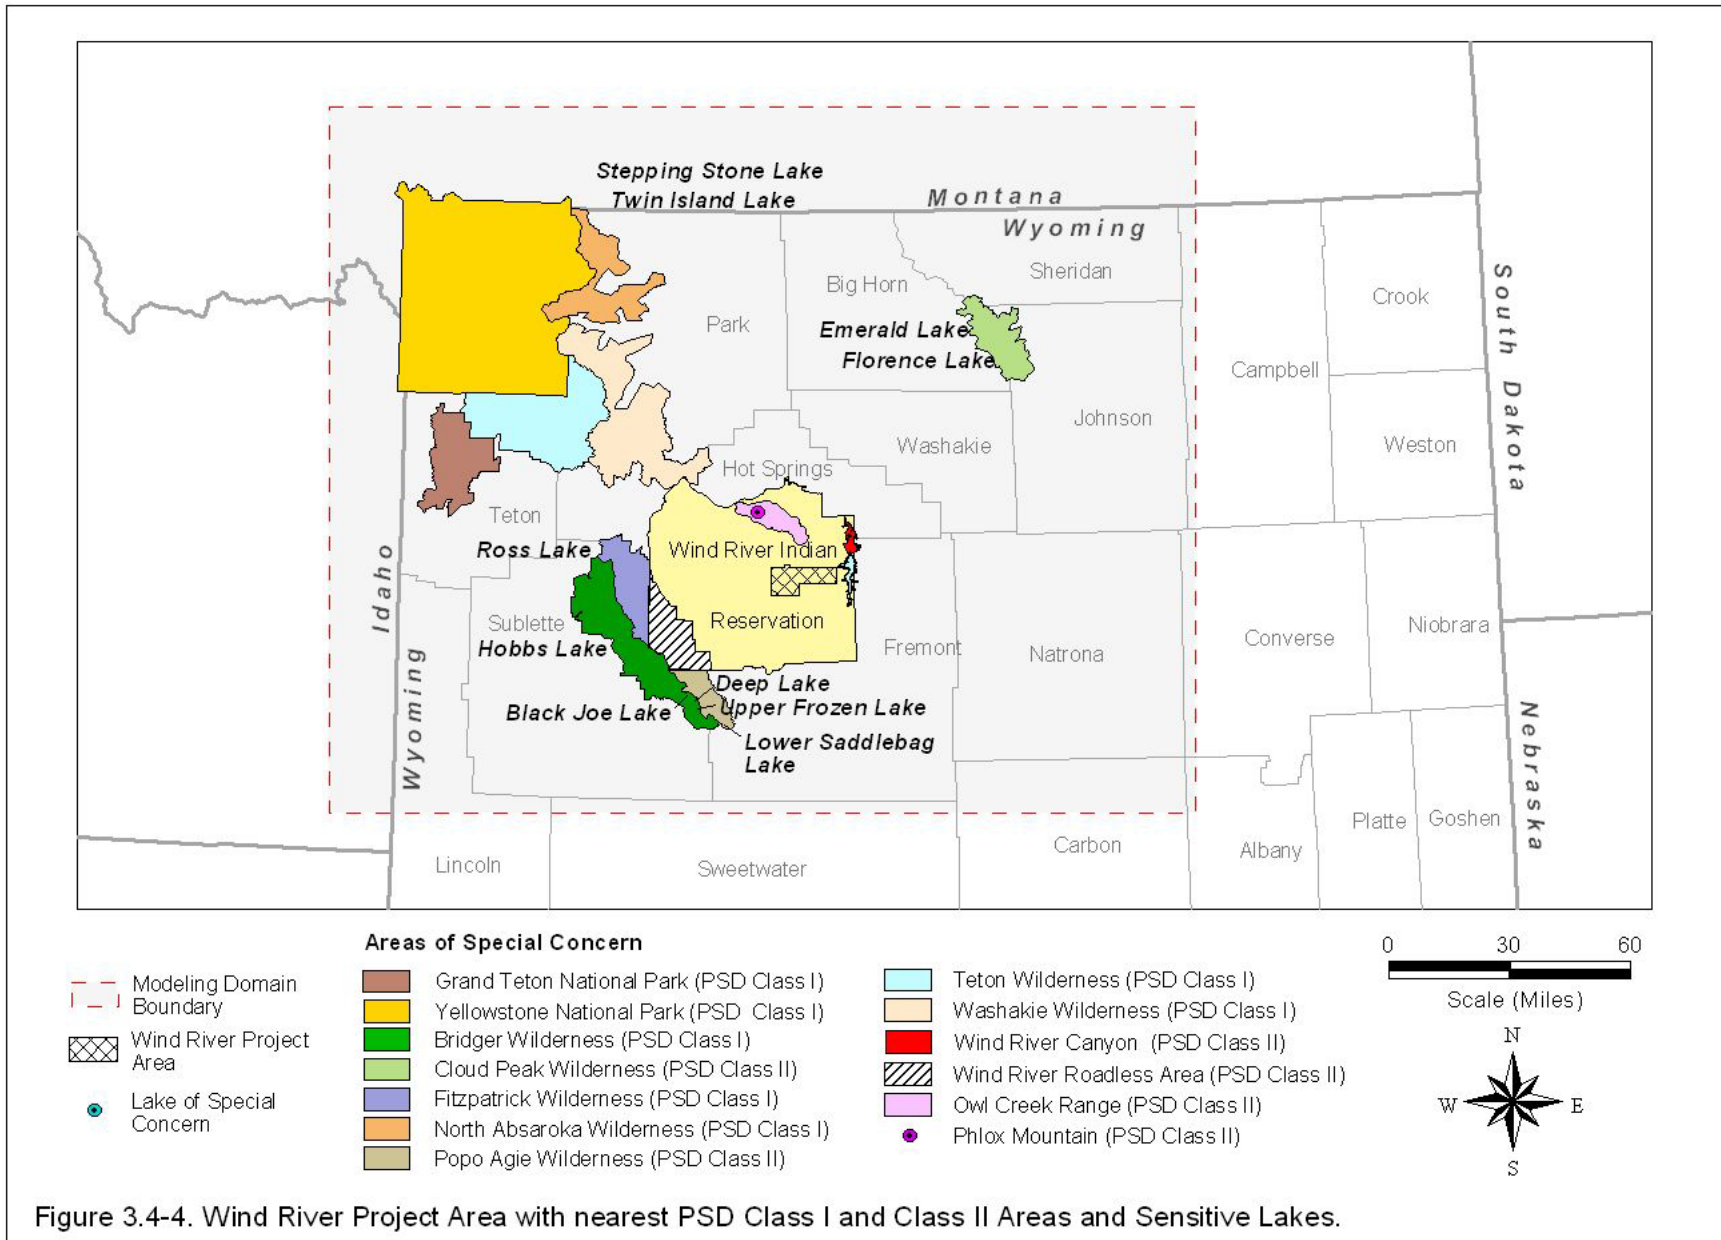 Stepping Stone Lake
Twin Island Lake
Montana
Wyoming
Sheridan
Big Horn
Crook
Park
Emerald Lake
Florence Lake
Campbell
South Dakota
Johnson
Washakie
Weston
Hot Springs
Teton
Ross Lake
Wind River Indian
Reservation
Idaho
Wyoming
Sublette
Hobbs Lake
Fremont
Natrona
Converse
Niobrara
Deep Lake
Upper Frozen Lake
Black Joe Lake
Lower Saddlebag
Lake
Nebraska
Platte
Goshen
Lincoln
Sweetwater
Carbon
Albany
Areas of Special Concern
Modeling Domain
Boundary
Wind River Project
Area
Lake of Special
Concern
Grand Teton National Park (PSD Class I)
Yellowstone National Park (PSD Class I)
Bridger Wilderness (PSD Class I)
Cloud Peak Wilderness (PSD Class II)
Fitzpatrick Wilderness (PSD Class I)
North Absaroka Wilderness (PSD Class I)
Popo Agie Wilderness (PSD Class II)
Teton Wilderness (PSD Class I)
Washakie Wilderness (PSD Class I)
Wind River Canyon (PSD Class II)
Wind River Roadless Area (PSD Class II)
Owl Creek Range (PSD Class II)
Phlox Mountain (PSD Class II)
0 30 60
Scale (Miles)
N
W E
S
Figure 3.4-4. Wind River Project Area with nearest PSD Class I and Class II Areas and Sensitive Lakes.